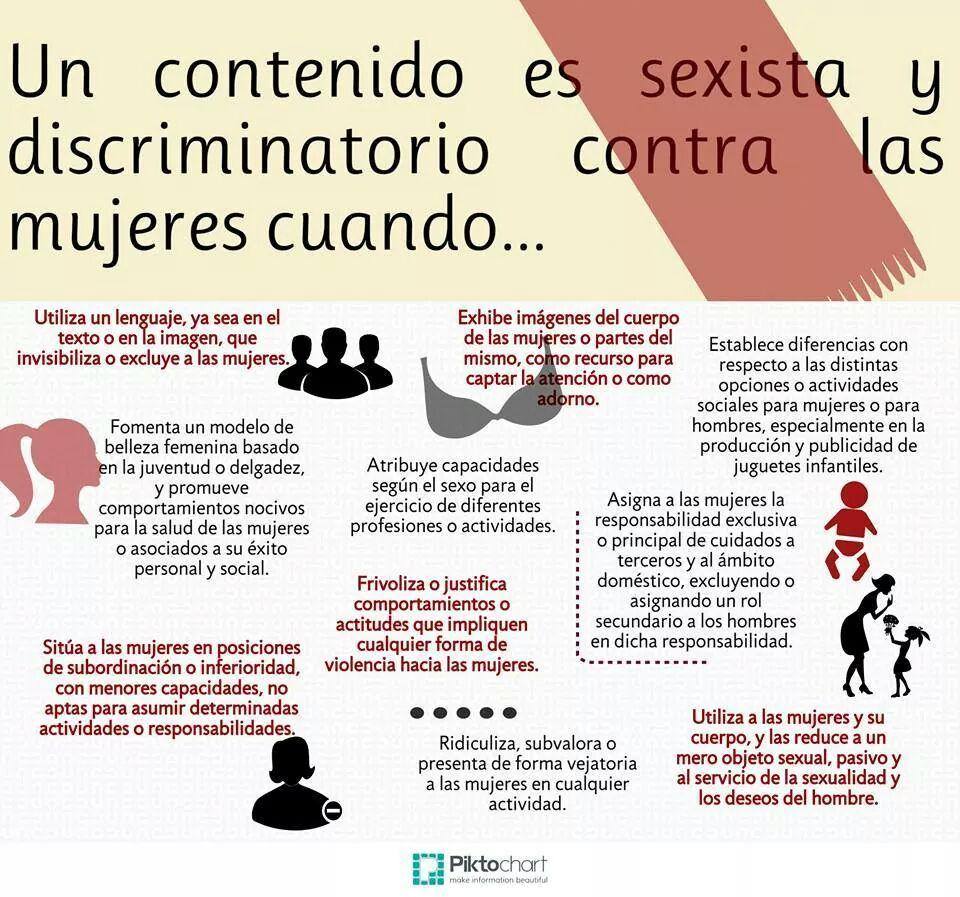 Un contenido es sexista y
discriminatorio contra las
mujeres cuando...
Utiliza un lenguaje, ya sea en el
texto o en la imagen, que
invisibiliza o excluye a las mujeres.
Exhibe imágenes del cuerpo
de las mujeres o partes del
mismo, como recurso para
captar la atención o como
adorno.
Establece diferencias con
respecto a las distintas
opciones o actividades
sociales para mujeres o para
hombres, especialmente en la
producción y publicidad de
juguetes infantiles.
Fomenta un modelo de
belleza femenina basado
en la juventud o delgadez,
y promueve
comportamientos nocivos
para la salud de las mujeres
o asociados a su éxito
personal y social.
Atribuye capacidades
según el sexo para el
ejercicio de diferentes
profesiones o actividades.
Asigna a las mujeres la
responsabilidad exclusiva
o principal de cuidados a
terceros y al ámbito
doméstico, excluyendo o
asignando un rol
secundario a los hombres
en dicha responsabilidad.
Frivoliza o justifica
comportamientos o
actitudes que impliquen
cualquier forma de
violencia hacia las mujeres.
Sitúa a las mujeres en posiciones
de subordinación o inferioridad,
con menores capacidades, no
aptas para asumir determinadas
actividades o responsabilidades.
Ridiculiza, subvalora o
presenta de forma vejatoria
a las mujeres en cualquier
actividad.
Utiliza a las mujeres y su
cuerpo, y las reduce a un
mero objeto sexual, pasivo y
al servicio de la sexualidad y
los deseos del hombre.
Piktochart
make information beautiful